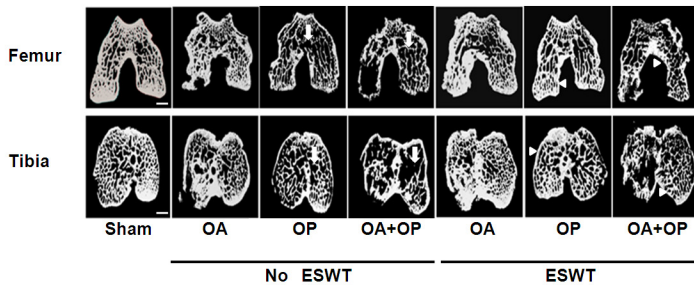 Femur
Tibia
Sham OA OP OA+OP OA OP OA+OP
No ESWT ESWT